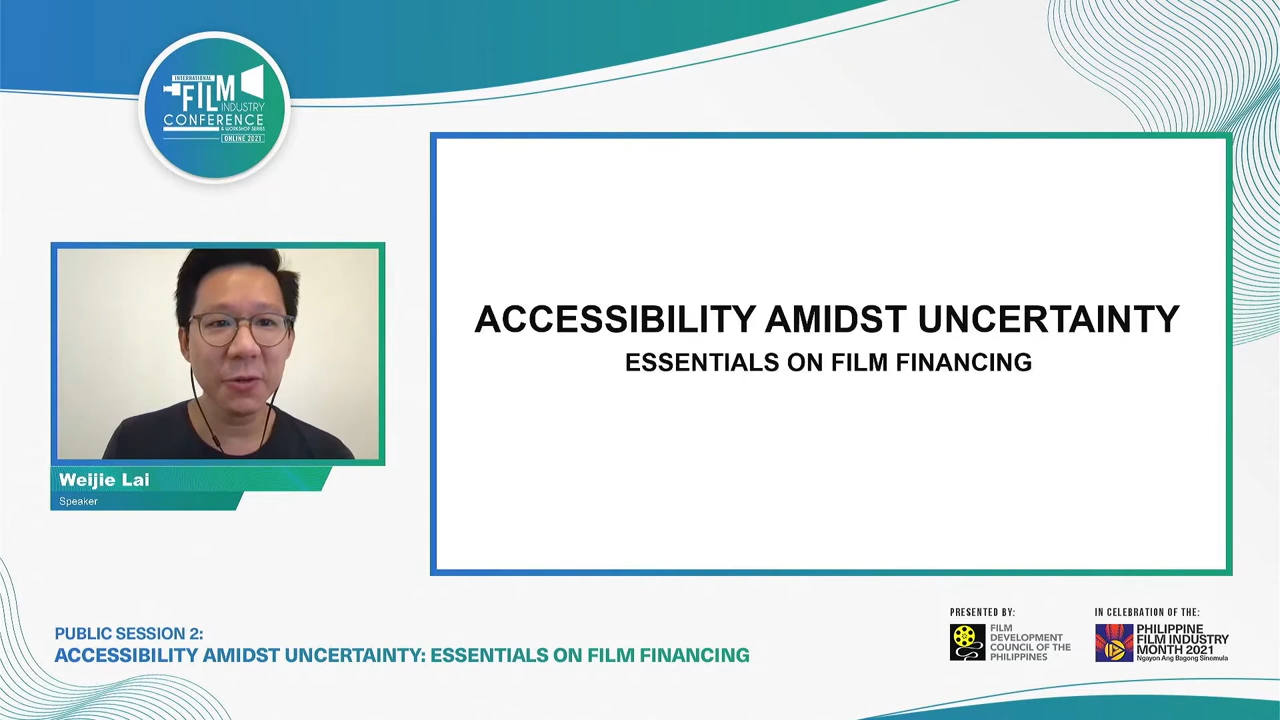 INTERNATIONAL
FILM
INDUSTRY
CONFERENCE
& WORKSHOP SERIES
ONLINE 2021
ACCESSIBILITY AMIDST UNCERTAINTY
ESSENTIALS ON FILM FINANCING
Weijie Lai
Speaker
PUBLIC SESSION 2:
ACCESSIBILITY AMIDST UNCERTAINTY: ESSENTIALS ON FILM FINANCING
PRESENTED BY:
FILM
DEVELOPMENT
COUNCIL OF THE
PHILIPPINES
IN CELEBRATION OF THE:
PHILIPPINE
FILM INDUSTRY
MONTH 2021
Ngayon Ang Bagong Sinemula